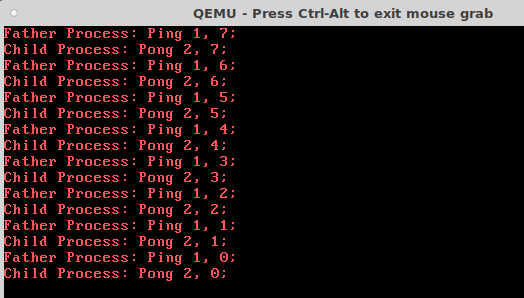 QEMU - Press Ctrl-Alt to exit mouse grab
Father Process: Ping 1, 7;
Child Process: Pong 2, 7;
Father Process: Ping 1, 6;
Child Process: Pong 2, 6;
Father Process: Ping 1, 5;
Child Process: Pong 2, 5;
Father Process: Ping 1, 4;
Child Process: Pong 2, 4;
Father Process: Ping 1, 3;
Child Process: Pong 2, 3;
Father Process: Ping 1, 2;
Child Process: Pong 2, 2;
Father Process: Ping 1, 1;
Child Process: Pong 2, 1;
Father Process: Ping 1, 0;
Child Process: Pong 2, 0;